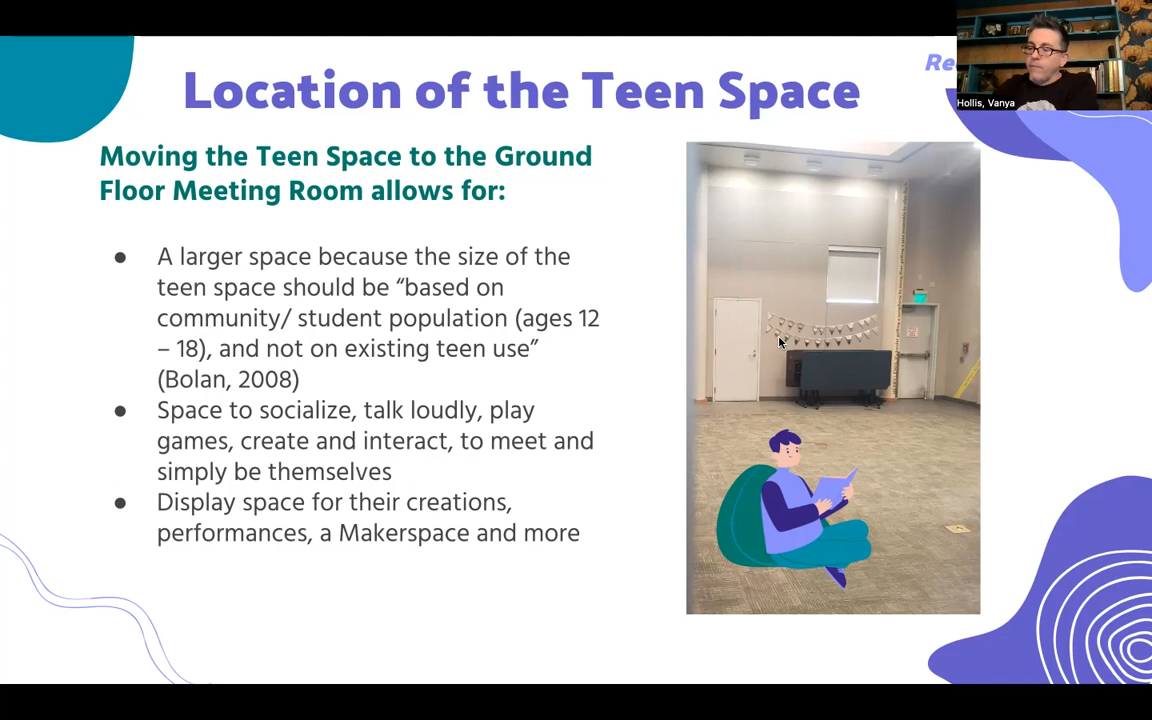 Location of the Teen Space
Re
Hollis, Vanya
Moving the Teen Space to the Ground
Floor Meeting Room allows for:
● A larger space because the size of the
teen space should be “based on
community/ student population (ages 12
– 18), and not on existing teen use”
(Bolan, 2008)
● Space to socialize, talk loudly, play
games, create and interact, to meet and
simply be themselves
● Display space for their creations,
performances, a Makerspace and more